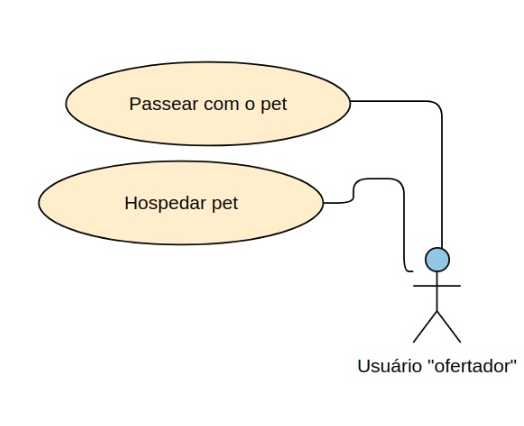 Passear com o pet
Hospedar pet
Usuário "ofertador"